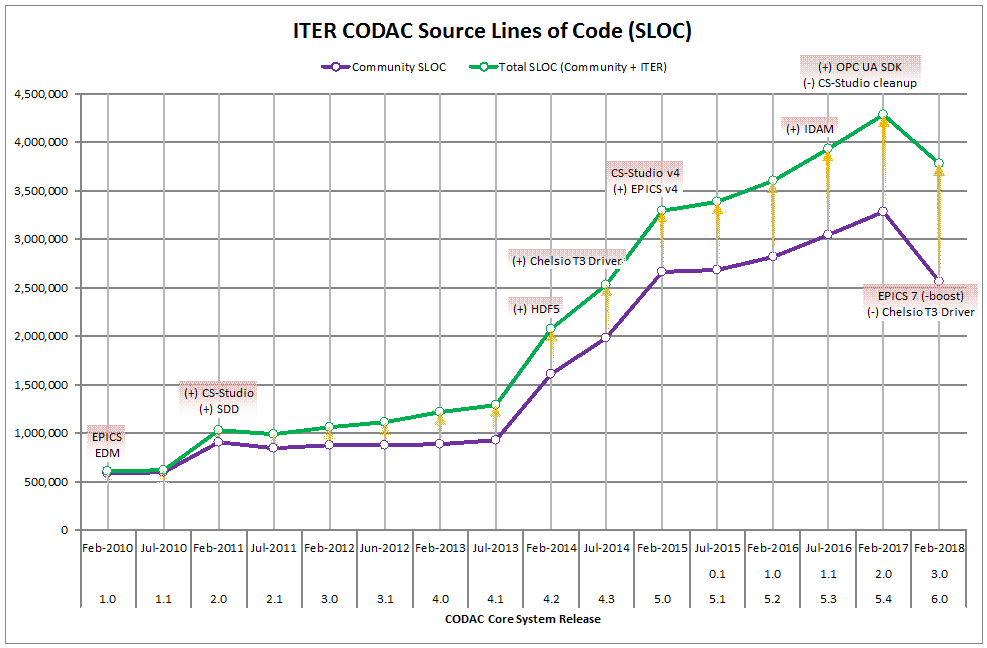 ITER CODAC Source Lines of Code (SLOC)
Community SLOC
Total SLOC (Community + ITER)
(+) OPC UA SDK
(-) CS-Studio cleanup
4,500,000
4,000,000
3,500,000
3,000,000
2,500,000
2,000,000
1,500,000
1,000,000
500,000
0
EPICS
EDM
(+) CS-Studio
(+) SDD
(+) HDF5
(+) Chelsio T3 Driver
CS-Studio v4
(+) EPICS v4
(+) IDAM
EPICS 7 (-boost)
(-) Chelsio T3 Driver
Feb-2010 Jul-2010 Feb-2011 Jul-2011 Feb-2012 Jun-2012 Feb-2013 Jul-2013 Feb-2014 Jul-2014 Feb-2015 Jul-2015 Feb-2016 Jul-2016 Feb-2017 Feb-2018
0.1 1.0 1.1 2.0 3.0
1.0 1.1 2.0 2.1 3.0 3.1 4.0 4.1 4.2 4.3 5.0 5.1 5.2 5.3 5.4 6.0
CODAC Core System Release